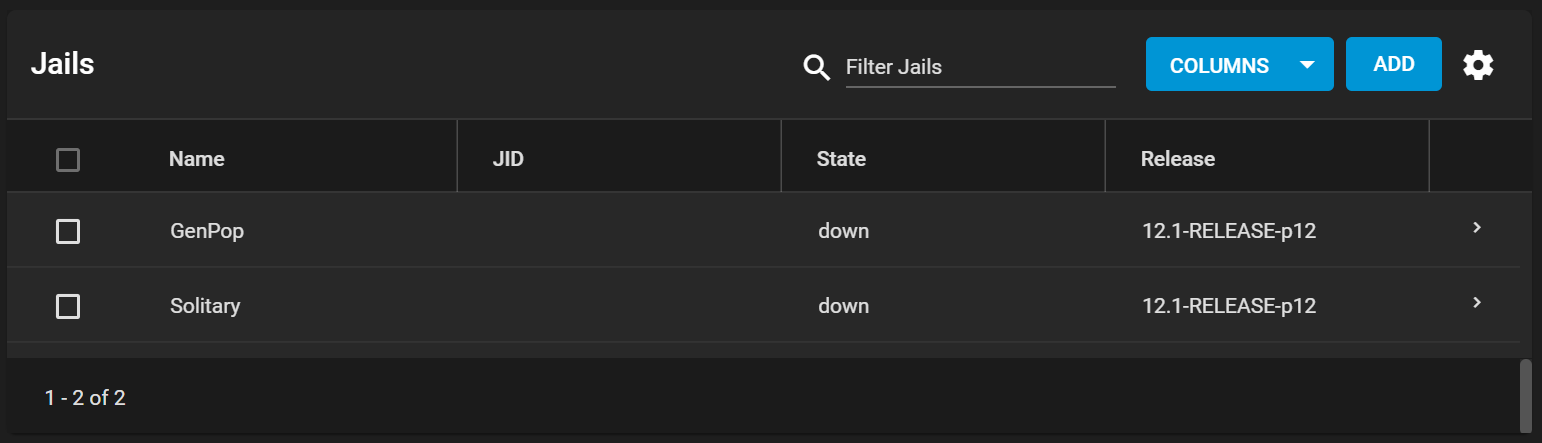 Jails
Filter Jails
COLUMNS
ADD
Name JID State Release
GenPop down 12.1-RELEASE-p12
Solitary down 12.1-RELEASE-p12
1 - 2 of 2